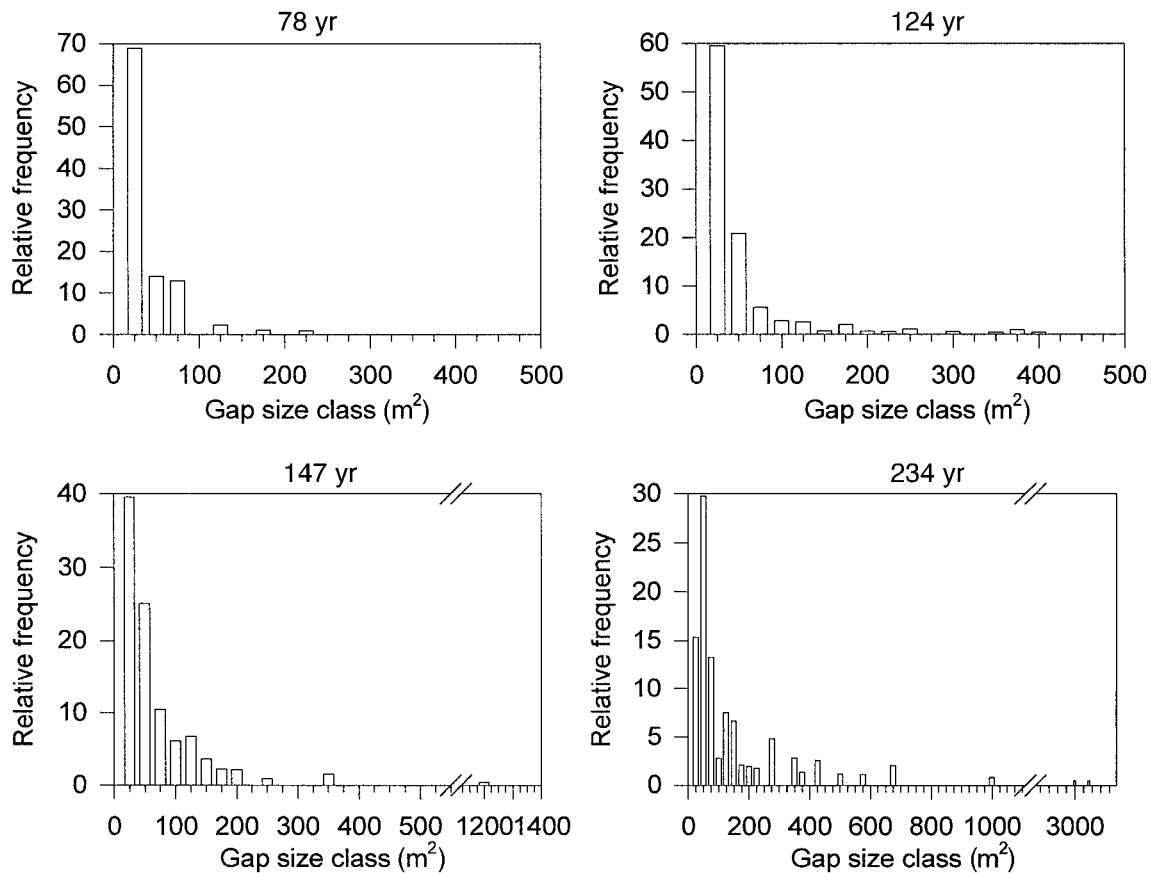 78 yr
124 yr
70
60
50
40
30
20
10
0
Relative frequency
0 100 200 300 400 500
Gap size class (m²)
60
50
40
30
20
10
0
Relative frequency
0 100 200 300 400 500
Gap size class (m²)
147 yr
234 yr
40
30
20
10
0
Relative frequency
0 100 200 300 400 500 1200 1400
Gap size class (m²)
30
25
20
15
10
5
0
Relative frequency
0 200 400 600 800 1000 3000
Gap size class (m²)